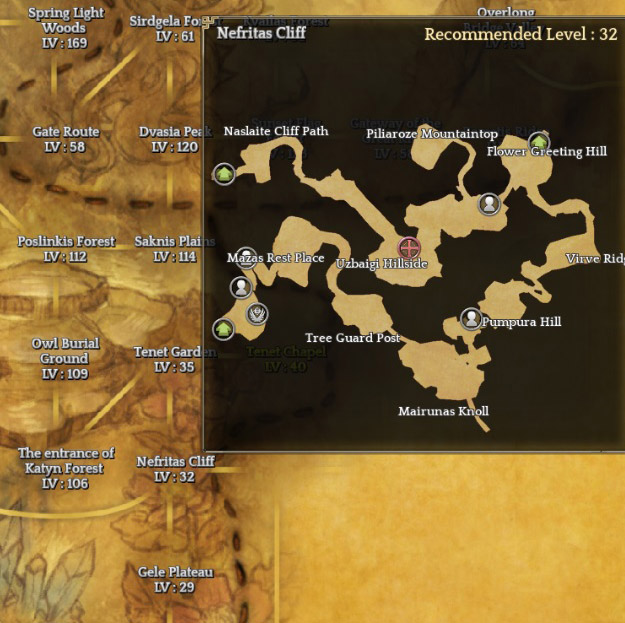 Spring Light
Woods
LV : 169
Sirdgela Fo
LV : 61
Overlong
Nefritas Cliff
Recommended Level : 32
Gate Route
LV : 58
Dvasia Peak
LV : 120
Naslaite Cliff Path
Piliaroze Mountaintop
Flower Greeting Hill
Poslinkis Forest
LV : 112
Saknis Plains
LV : 114
Mazas Rest Place
Uzbaigi Hillside
Virve Ridg
Pumpura Hill
Tree Guard Post
Owl Burial
Ground
LV : 109
Tenet Garden
LV : 35
Tenet Chapel
LV : 40
Mairunas Knoll
The entrance of
Katyn Forest
LV : 106
Nefritas Cliff
LV : 32
Gele Plateau
LV : 29